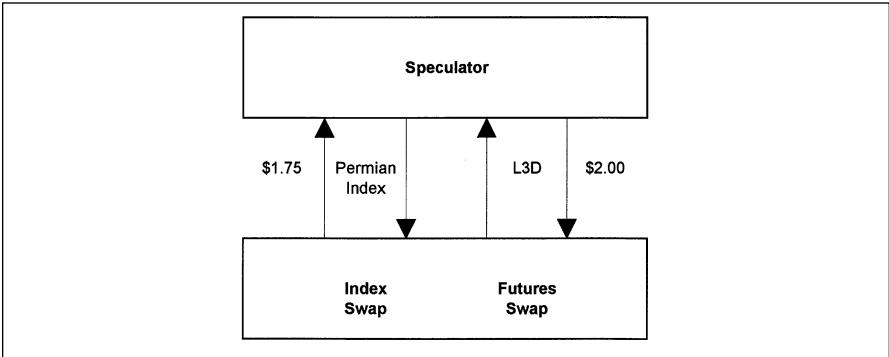 Speculator
$1.75
Permian
Index
L3D
$2.00
Index
Swap
Futures
Swap